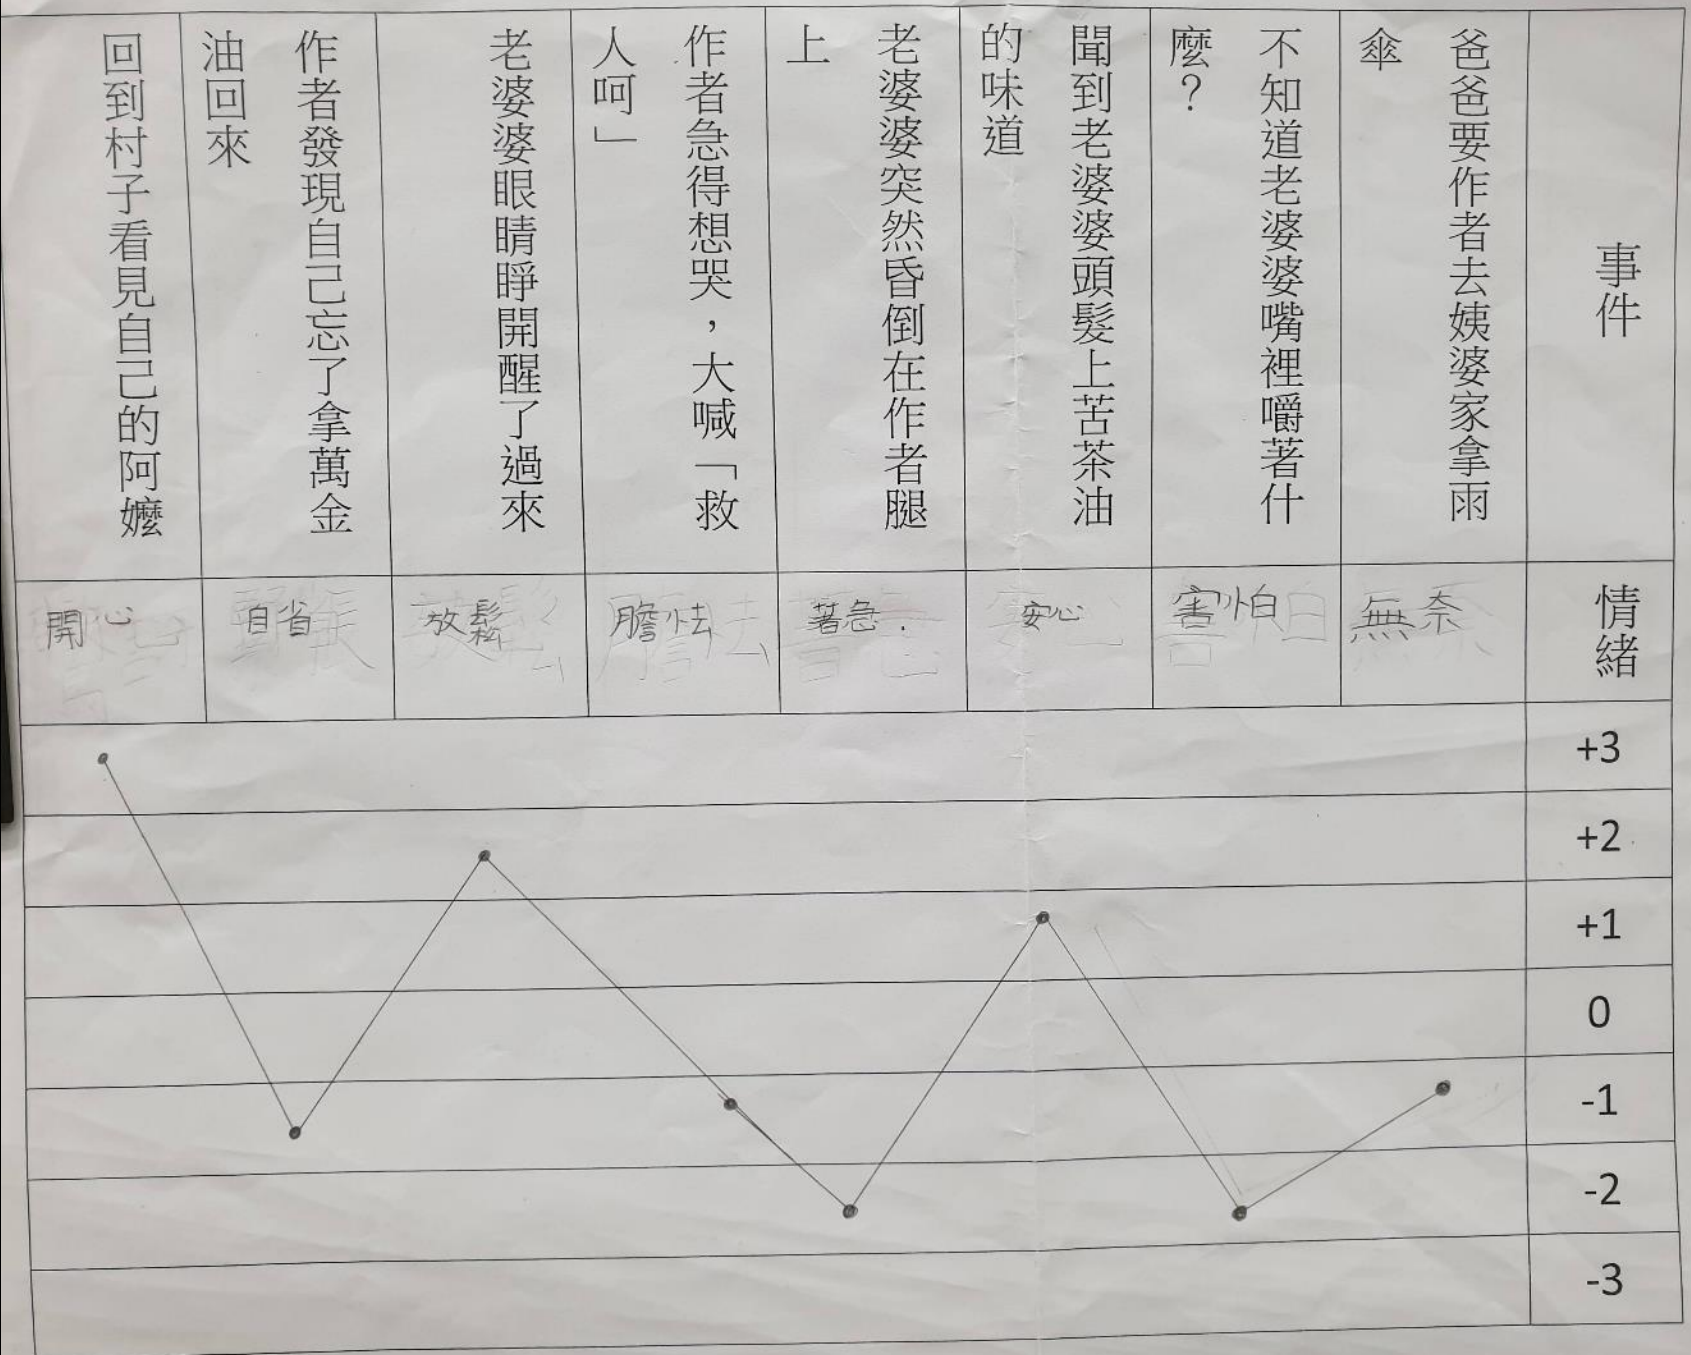 事件
爸爸要作者去姨婆家拿雨
傘
不知道老婆婆嘴裡嚼著什
麼？
聞到老婆婆頭髮上苦茶油
的味道
老婆婆突然昏倒在作者腿
上
作者急得想哭，大喊「救
人呵」
老婆婆眼睛睜開醒了過來
作者發現自己忘了拿萬金
油回來
回到村子看見自己的阿嬤
情緒
無奈
害怕
安心
著急.
膽怯
放鬆
自省
開心
+3
+2
+1
0
-1
-2
-3